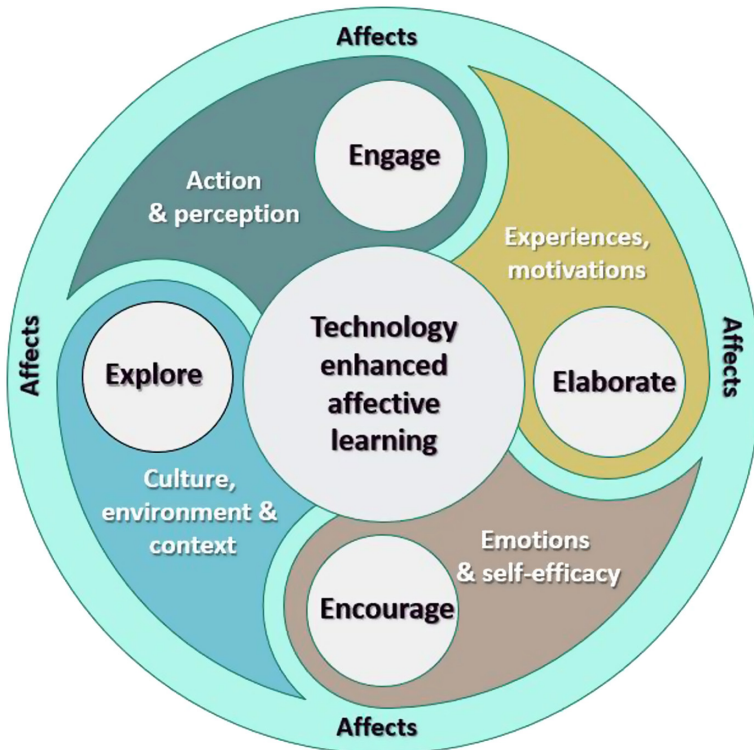 Affects
Engage
Action
& perception
Experiences,
motivations
Technology
enhanced
affective
learning
Affects
Explore
Elaborate
Affects
Culture,
environment &
context
Emotions
& self-efficacy
Encourage
Affects